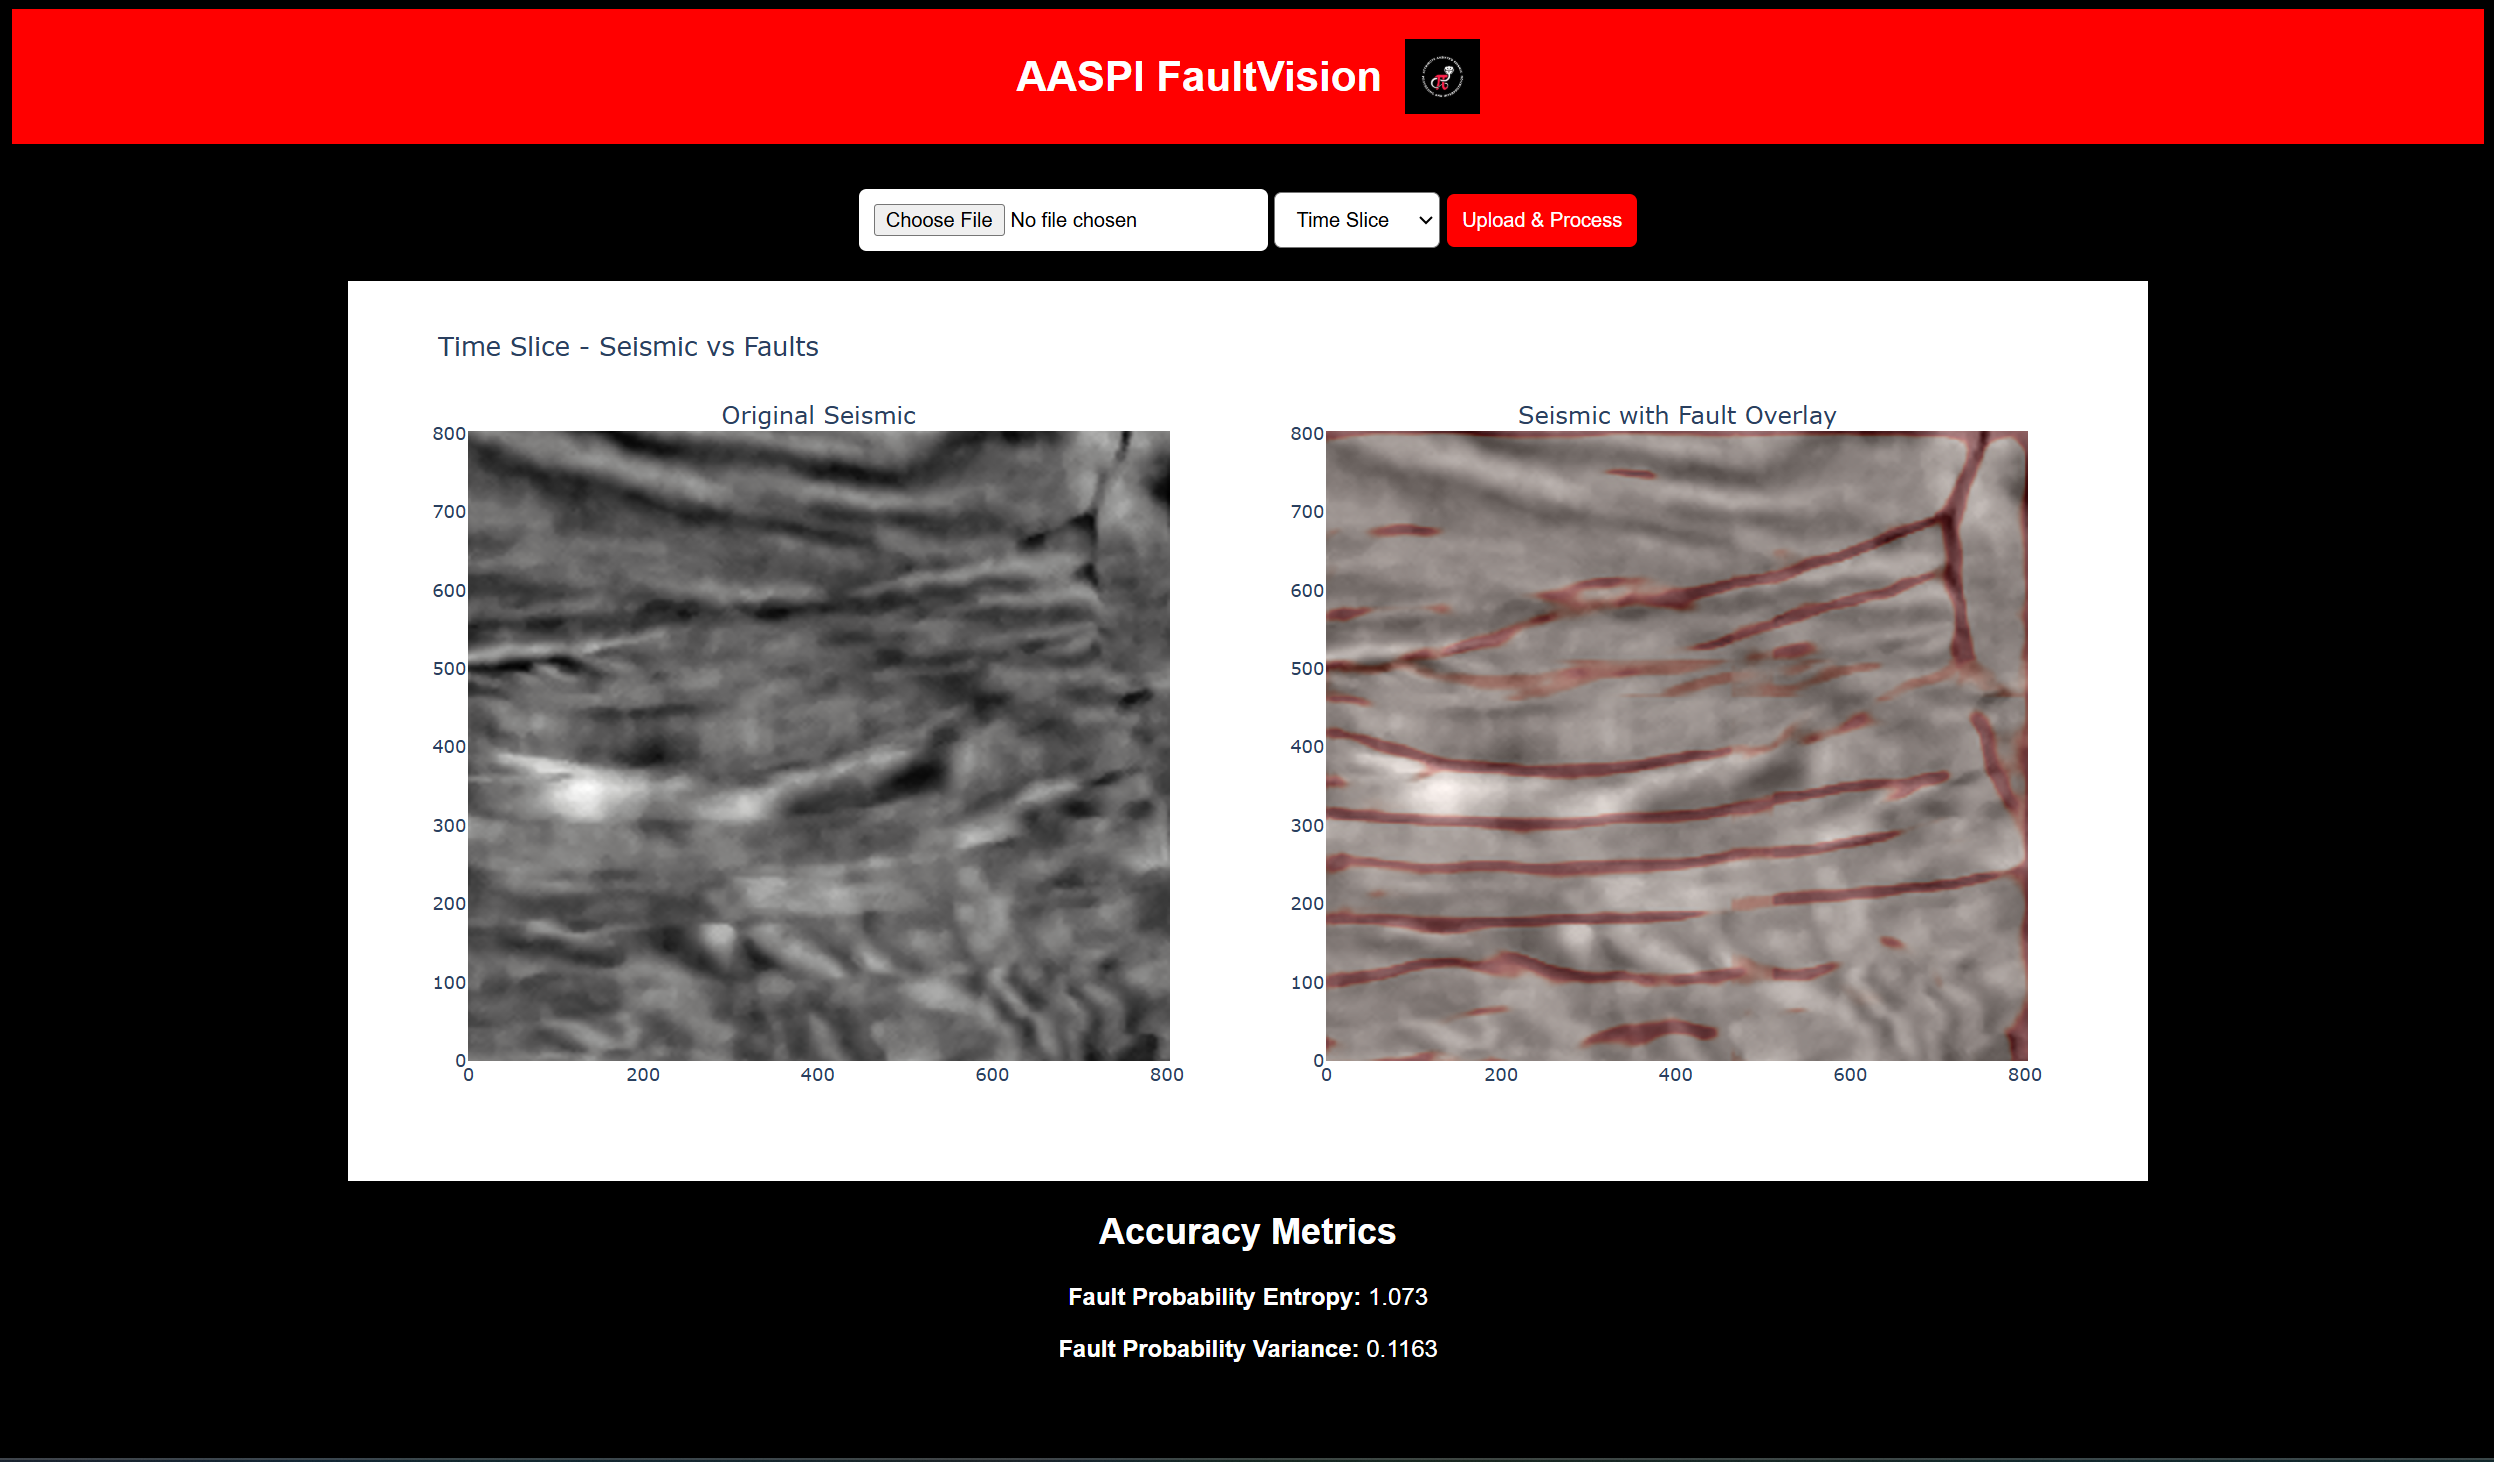 AASPI FaultVision
Choose File No file chosen Time Slice Upload & Process
Time Slice - Seismic vs Faults
Original Seismic
800
700
600
500
400
300
200
100
0
0 200 400 600 800
Seismic with Fault Overlay
800
700
600
500
400
300
200
100
0
0 200 400 600 800
Accuracy Metrics
Fault Probability Entropy: 1.073
Fault Probability Variance: 0.1163